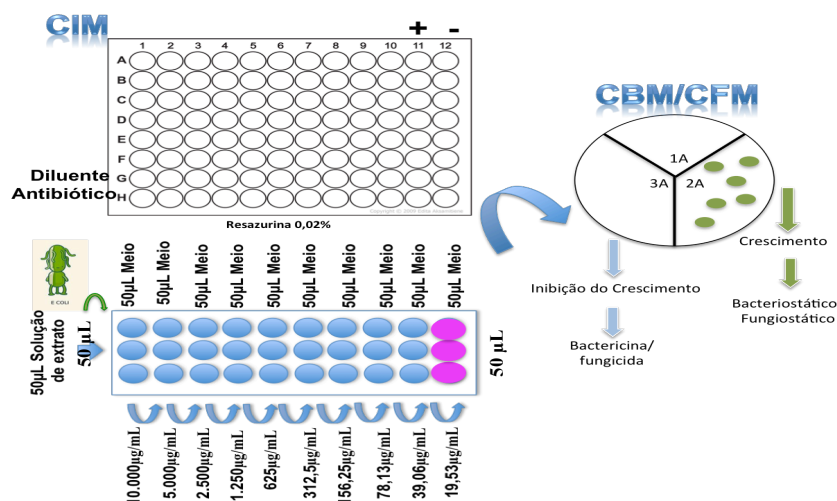 CIM
+ -
1 2 3 4 5 6 7 8 9 10 11 12
A
B
C
D
E
F
G
H
Diluente
Antibiótico
Resazurina 0,02%
E COLI
50µL Solução
de extrato
50 µL
50µL Meio
50µL Meio
50µL Meio
50µL Meio
50µL Meio
50µL Meio
50µL Meio
50µL Meio
50µL Meio
50 µL
10.000µg/mL
5.000µg/mL
2.500µg/mL
1.250µg/mL
625µg/mL
312,5µg/mL
156,25µg/mL
78,13µg/mL
39,06µg/mL
19,53µg/mL
CBM/CFM
1A
3A 2A
Crescimento
Inibição do Crescimento
Bacteriostático
Fungiostático
Bactericina/
fungicida